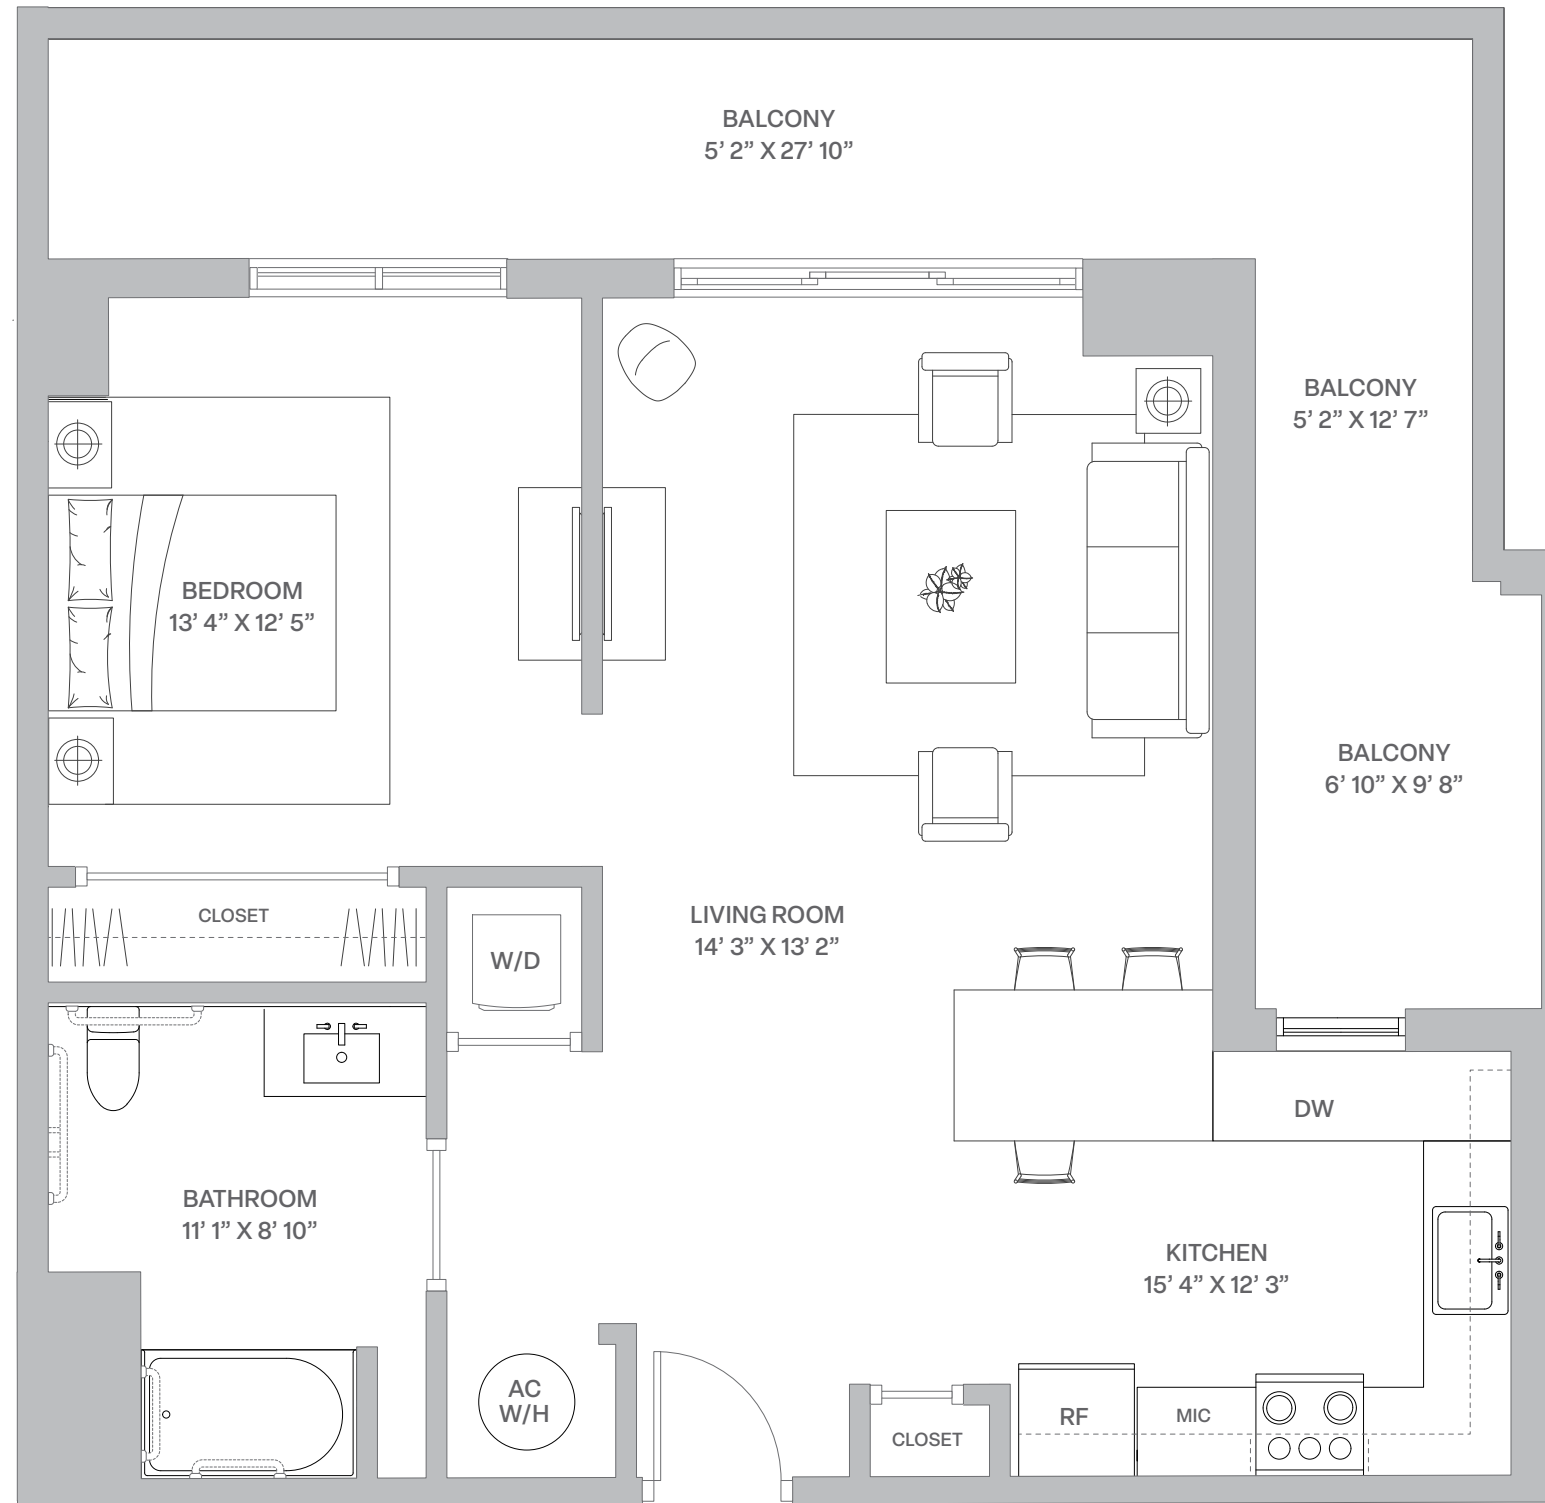 BALCONY
5’ 2” X 27’ 10”
BALCONY
5’ 2” X 12’ 7”
BEDROOM
13’ 4” X 12’ 5”
BALCONY
6’ 10” X 9’ 8”
CLOSET
LIVING ROOM
14’ 3” X 13’ 2”
W/D
DW
BATHROOM
11’ 1” X 8’ 10”
KITCHEN
15’ 4” X 12’ 3”
AC
W/H
RF
MIC
CLOSET